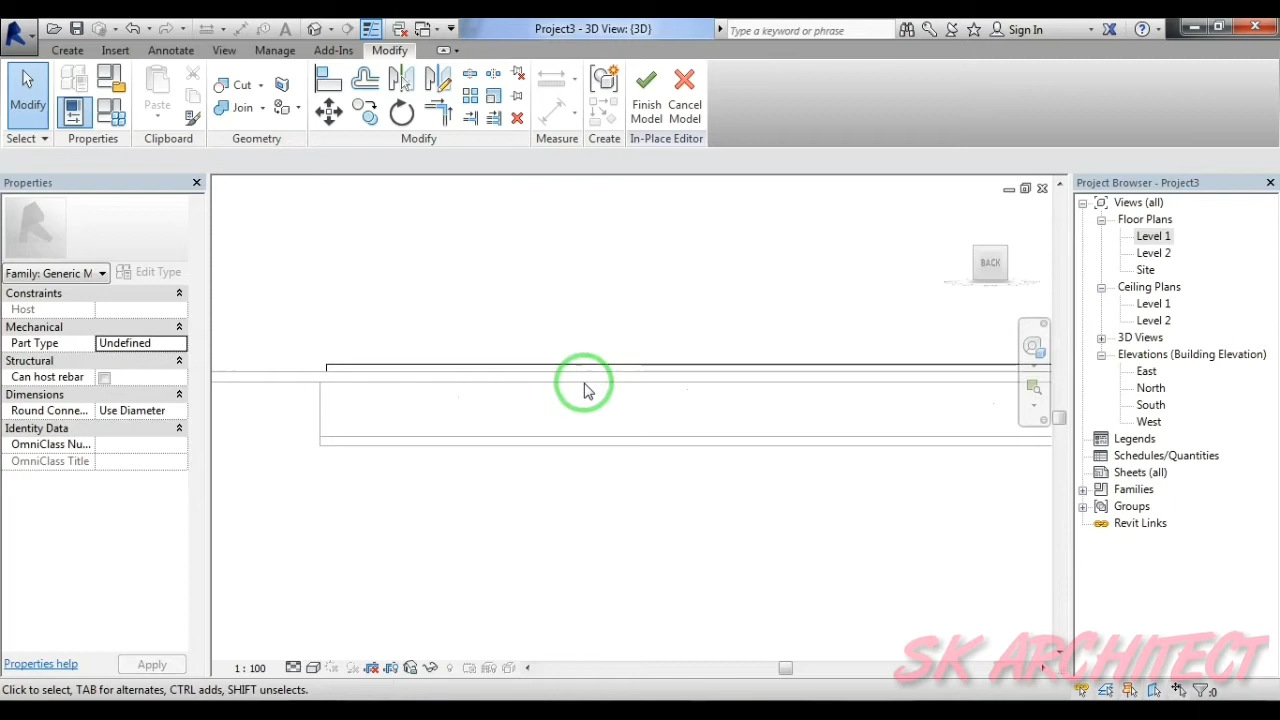 Project3 - 3D View: {3D}
Type a keyword or phrase
Sign In
Create Insert Annotate View Manage Add-Ins Modify
Modify
Paste
Cut
Join
Finish Model
Cancel Model
Select Properties Clipboard Geometry Modify Measure Create In-Place Editor
Properties
Family: Generic M
Edit Type
Constraints
Host
Mechanical
Part Type Undefined
Structural
Can host rebar
Dimensions
Round Conne... Use Diameter
Identity Data
OmniClass Nu...
OmniClass Title
Properties help
Apply
BACK
Project Browser - Project3
Views (all)
Floor Plans
Level 1
Level 2
Site
Ceiling Plans
Level 1
Level 2
3D Views
Elevations (Building Elevation)
East
North
South
West
Legends
Schedules/Quantities
Sheets (all)
Families
Groups
Revit Links
1 : 100
SK ARCHITECT
Click to select, TAB for alternates, CTRL adds, SHIFT unselects.
:0